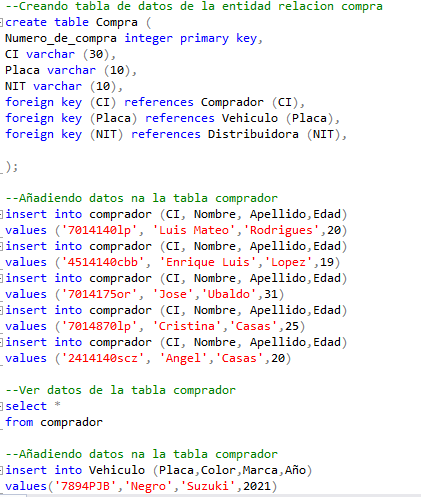 --Creando tabla de datos de la entidad relacion compra
create table Compra (
Numero_de_compra integer primary key,
CI varchar (30),
Placa varchar (10),
NIT varchar (10),
foreign key (CI) references Comprador (CI),
foreign key (Placa) references Vehiculo (Placa),
foreign key (NIT) references Distribuidora (NIT),
);
--Añadiendo datos na la tabla comprador
insert into comprador (CI, Nombre, Apellido,Edad)
values ('7014140lp', 'Luis Mateo','Rodrigues',20)
insert into comprador (CI, Nombre, Apellido,Edad)
values ('4514140cbb', 'Enrique Luis','Lopez',19)
insert into comprador (CI, Nombre, Apellido,Edad)
values ('7014175or', 'Jose','Ubaldo',31)
insert into comprador (CI, Nombre, Apellido,Edad)
values ('7014870lp', 'Cristina','Casas',25)
insert into comprador (CI, Nombre, Apellido,Edad)
values ('2414140scz', 'Angel','Casas',20)
--Ver datos de la tabla comprador
select *
from comprador
--Añadiendo datos na la tabla comprador
insert into Vehiculo (Placa,Color,Marca,Año)
values('7894PJB','Negro','Suzuki',2021)